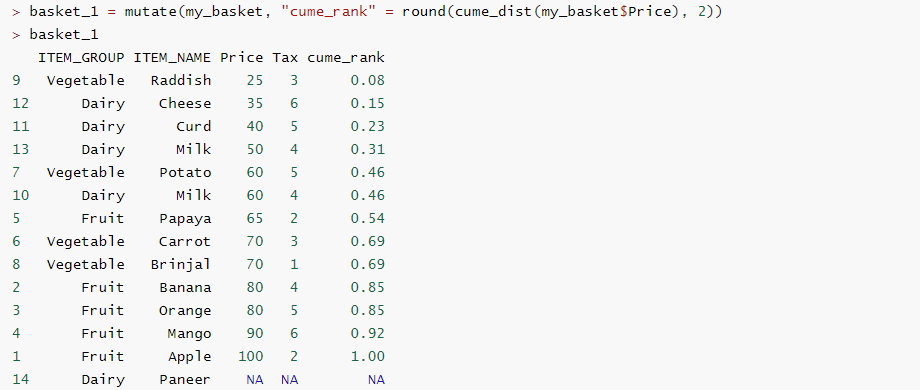 > basket_1 = mutate(my_basket, "cume_rank" = round(cume_dist(my_basket$Price), 2))
> basket_1
ITEM_GROUP ITEM_NAME Price Tax cume_rank
9 Vegetable Raddish 25 3 0.08
12 Dairy Cheese 35 6 0.15
11 Dairy Curd 40 5 0.23
13 Dairy Milk 50 4 0.31
7 Vegetable Potato 60 5 0.46
10 Dairy Milk 60 4 0.46
5 Fruit Papaya 65 2 0.54
6 Vegetable Carrot 70 3 0.69
8 Vegetable Brinjal 70 1 0.69
2 Fruit Banana 80 4 0.85
3 Fruit Orange 80 5 0.85
4 Fruit Mango 90 6 0.92
1 Fruit Apple 100 2 1.00
14 Dairy Paneer NA NA NA